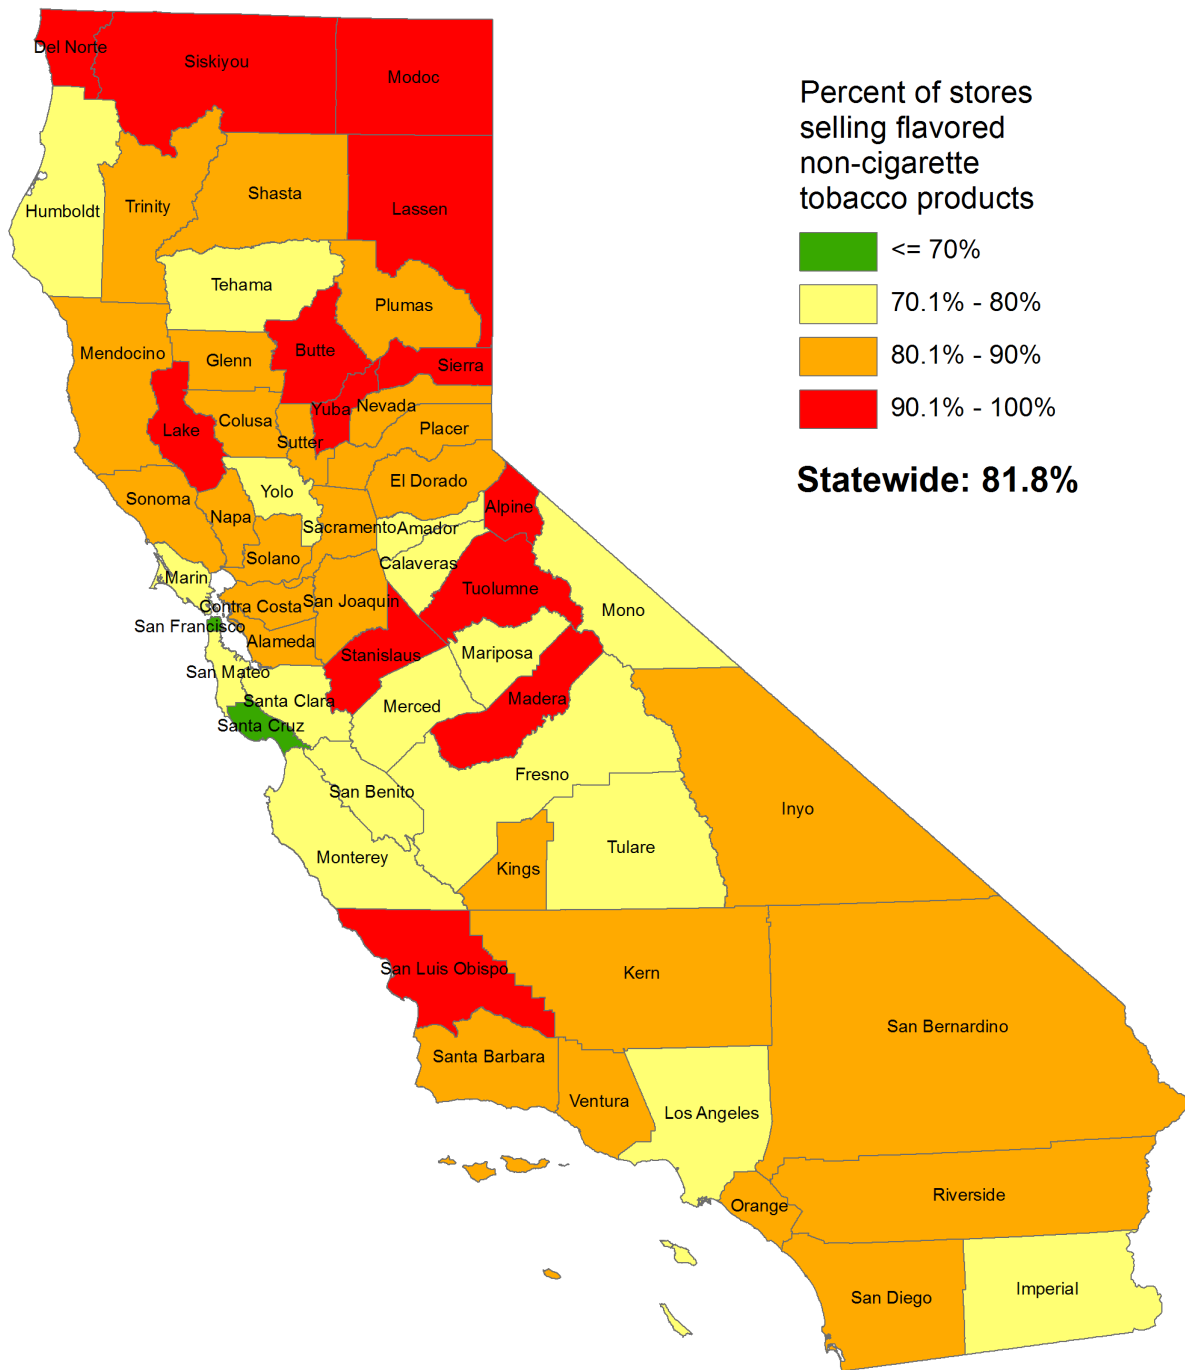 Percent of stores
selling flavored
non-cigarette
tobacco products
<= 70%
70.1% - 80%
80.1% - 90%
90.1% - 100%
Statewide: 81.8%
Del Norte
Siskiyou
Modoc
Humboldt
Trinity
Shasta
Lassen
Tehama
Plumas
Mendocino
Glenn
Butte
Sierra
Lake
Colusa
Sutter
Yuba
Nevada
Placer
Sonoma
Napa
Yolo
El Dorado
Sacramento
Amador
Alpine
Solano
Marin
Calaveras
Tuolumne
Mono
Contra Costa
San Joaquin
San Francisco
Alameda
Stanislaus
Mariposa
San Mateo
Santa Clara
Merced
Madera
Santa Cruz
Fresno
San Benito
Inyo
Monterey
Kings
Tulare
San Luis Obispo
Kern
San Bernardino
Santa Barbara
Ventura
Los Angeles
Orange
Riverside
San Diego
Imperial